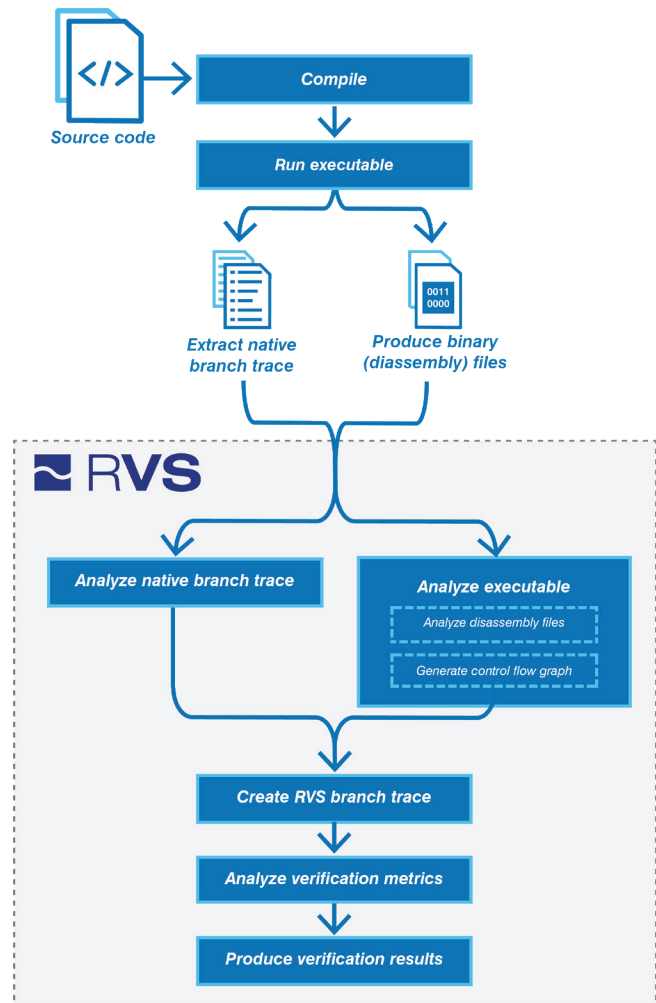 </>
Source code
Compile
Run executable
Extract native
branch trace
0011
0000
Produce binary
(diassembly) files
RVS
Analyze native branch trace
Analyze executable
Analyze disassembly files
Generate control flow graph
Create RVS branch trace
Analyze verification metrics
Produce verification results